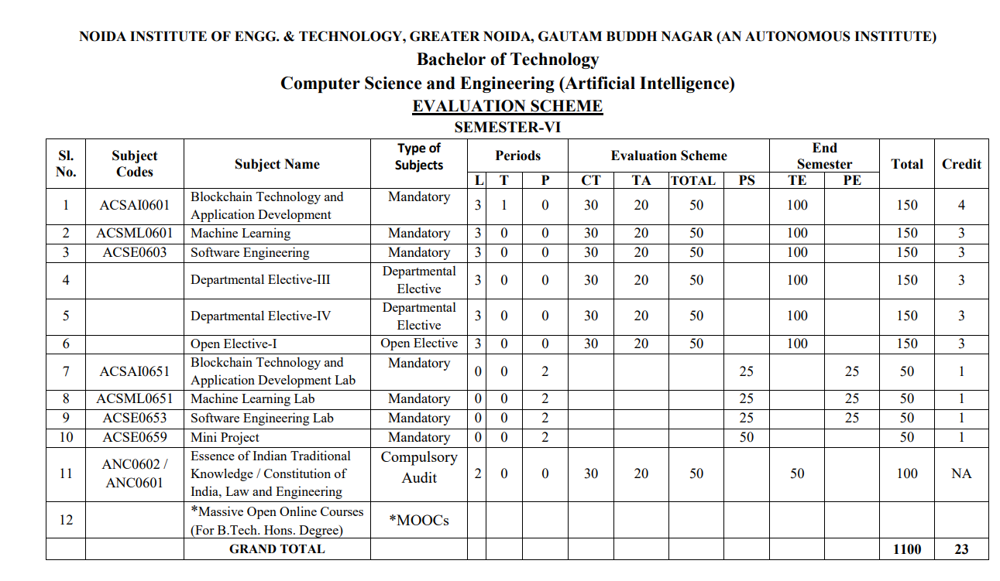 NOIDA INSTITUTE OF ENGG. & TECHNOLOGY, GREATER NOIDA, GAUTAM BUDDH NAGAR (AN AUTONOMOUS INSTITUTE)
Bachelor of Technology
Computer Science and Engineering (Artificial Intelligence)
EVALUATION SCHEME
SEMESTER-VI
Sl. No. Subject Codes Subject Name Type of Subjects Periods Evaluation Scheme End Semester Total Credit
L T P CT TA TOTAL PS TE PE
1 ACSAI0601 Blockchain Technology and Application Development Mandatory 3 1 0 30 20 50 100 150 4
2 ACSML0601 Machine Learning Mandatory 3 0 0 30 20 50 100 150 3
3 ACSE0603 Software Engineering Mandatory 3 0 0 30 20 50 100 150 3
4 Departmental Elective-III Departmental Elective 3 0 0 30 20 50 100 150 3
5 Departmental Elective-IV Departmental Elective 3 0 0 30 20 50 100 150 3
6 Open Elective-I Open Elective 3 0 0 30 20 50 100 150 3
7 ACSAI0651 Blockchain Technology and Application Development Lab Mandatory 0 0 2 25 25 50 1
8 ACSML0651 Machine Learning Lab Mandatory 0 0 2 25 25 50 1
9 ACSE0653 Software Engineering Lab Mandatory 0 0 2 25 25 50 1
10 ACSE0659 Mini Project Mandatory 0 0 2 50 50 1
11 ANC0602 / ANC0601 Essence of Indian Traditional Knowledge / Constitution of India, Law and Engineering Compulsory Audit 2 0 0 30 20 50 50 100 NA
12 *Massive Open Online Courses (For B.Tech. Hons. Degree) *MOOCs
GRAND TOTAL 1100 23